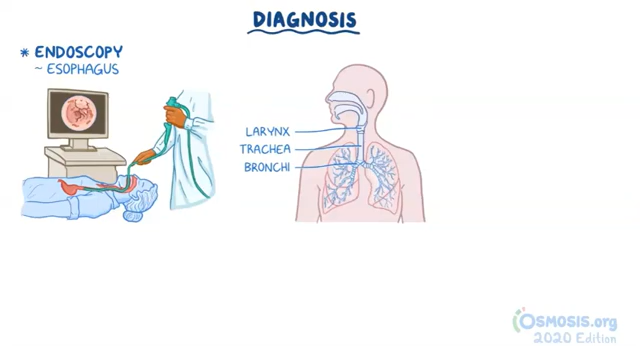 DIAGNOSIS
* ENDOSCOPY
~ ESOPHAGUS
LARYNX
TRACHEA
BRONCHI
OSMOSIS.org
2020 Edition